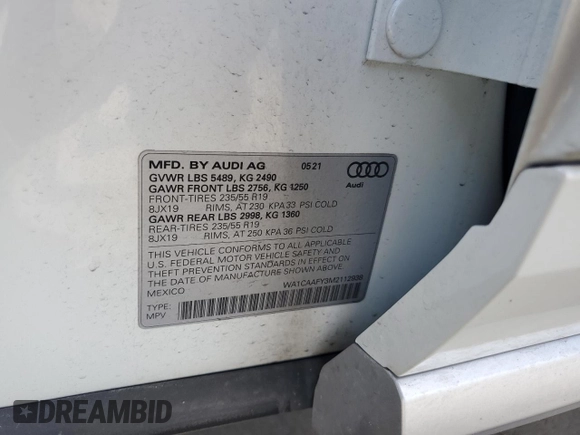 MFD. BY AUDI AG 05 21
GVWR LBS 5489, KG 2490
GAWR FRONT LBS 2756, KG 1250
FRONT-TIRES 235/55 R19
8JX19 RIMS, AT 230 KPA 33 PSI COLD
GAWR REAR LBS 2998, KG 1360
REAR-TIRES 235/55 R19
8JX19 RIMS, AT 250 KPA 36 PSI COLD
Audi
THIS VEHICLE CONFORMS TO ALL APPLICABLE
U.S. FEDERAL MOTOR VEHICLE SAFETY AND
THEFT PREVENTION STANDARDS IN EFFECT ON
THE DATE OF MANUFACTURE SHOWN ABOVE.
MEXICO
TYPE:
MPV
DREAMBID